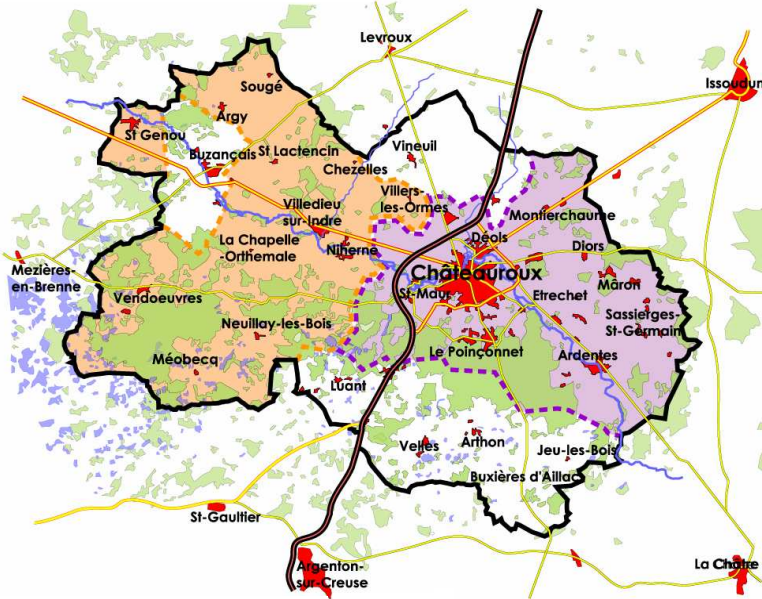 Levroux
Issoudun
Sougé
Argy
St Genou
Buzançais
St Lactencin
Vineuil
Chezelles
Villers-
les-Ormes
Villedieu
sur-Indre
Montierchaume
Déols
La Chapelle
-Orthemale
Niherne
Diors
Mezières-
en-Brenne
Châteauroux
Mâron
Vendoeuvres
St-Maur
Etrechet
Sassierges-
St-Germain
Neuillay-les-Bois
Le Poinçonnet
Méobecq
Ardentes
Luant
Velles
Arthon
Jeu-les-Bois
Buxières d'Aillac
St-Gaultier
Argenton-
sur-Creuse
La Chatre